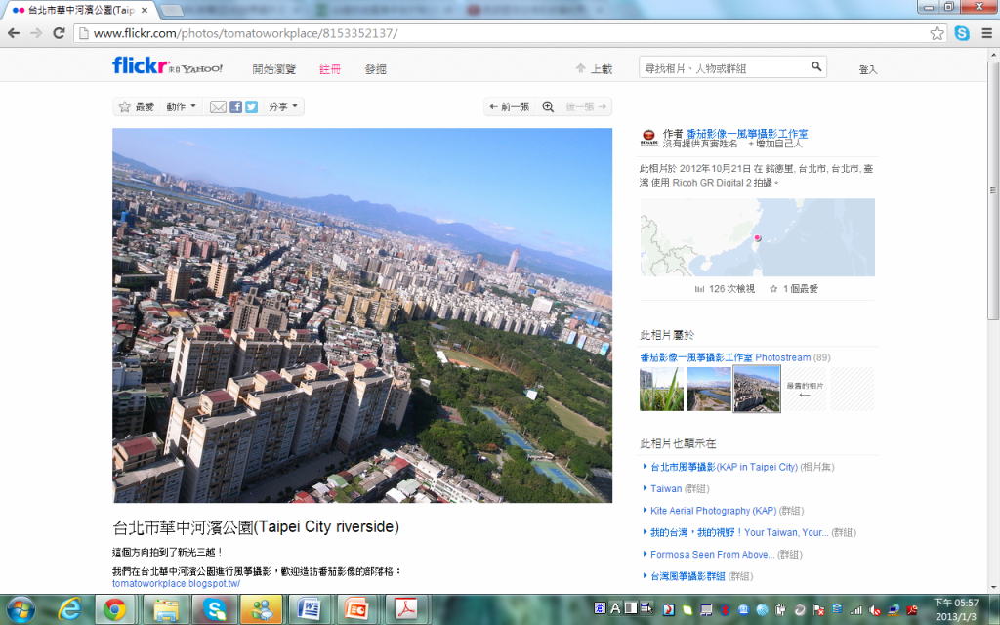 台北市華中河濱公園(Taip
www.flickr.com/photos/tomatoworkplace/8153352137/
flickr 來自 YAHOO!
開始瀏覽 註冊 發掘
上載
尋找相片、人物或群組
登入
最愛 動作 分享
←前一張 後一張→
作者 番茄影像一風箏攝影工作室
沒有提供真實姓名 +增加自己人
此相片於 2012年10月21日 在 銘德里, 台北市, 台北市, 臺
灣 使用 Ricoh GR Digital 2 拍攝。
126 次檢視 1 個最愛
此相片屬於
番茄影像一風箏攝影工作室 Photostream (89)
最舊的相片
←
此相片也顯示在
台北市風箏攝影(KAP in Taipei City) (相片集)
Taiwan (群組)
Kite Aerial Photography (KAP) (群組)
我的台灣，我的視野！Your Taiwan, Your... (群組)
Formosa Seen From Above... (群組)
台灣風箏攝影群組 (群組)
台北市華中河濱公園(Taipei City riverside)
這個方向拍到了新光三越！
我們在台北華中河濱公園進行風箏攝影，歡迎造訪番茄影像的部落格：
tomatoworkplace.blogspot.tw/
下午 05:57
2013/1/3